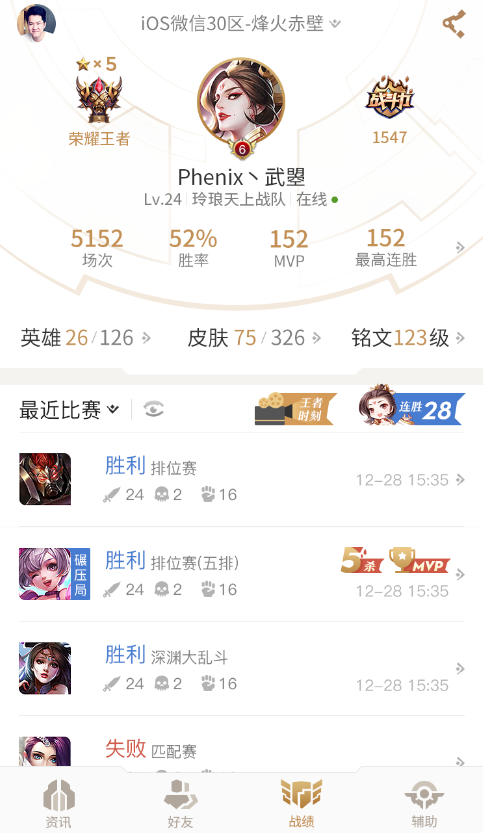 iOS微信30区-烽火赤壁
×5
荣耀王者
战斗力
1547
6
Phenix丶武曌
Lv.24 玲琅天上战队 在线
5152 52% 152 152
场次 胜率 MVP 最高连胜
英雄 26/126 皮肤 75/326 铭文123级
最近比赛 王者时刻 连胜 28
胜利 排位赛
24 2 16
12-28 15:35
碾压局
胜利 排位赛(五排)
5杀 MVP
24 2 16
12-28 15:35
胜利 深渊大乱斗
24 2 16
12-28 15:35
失败 匹配赛
资讯 好友 战绩 辅助